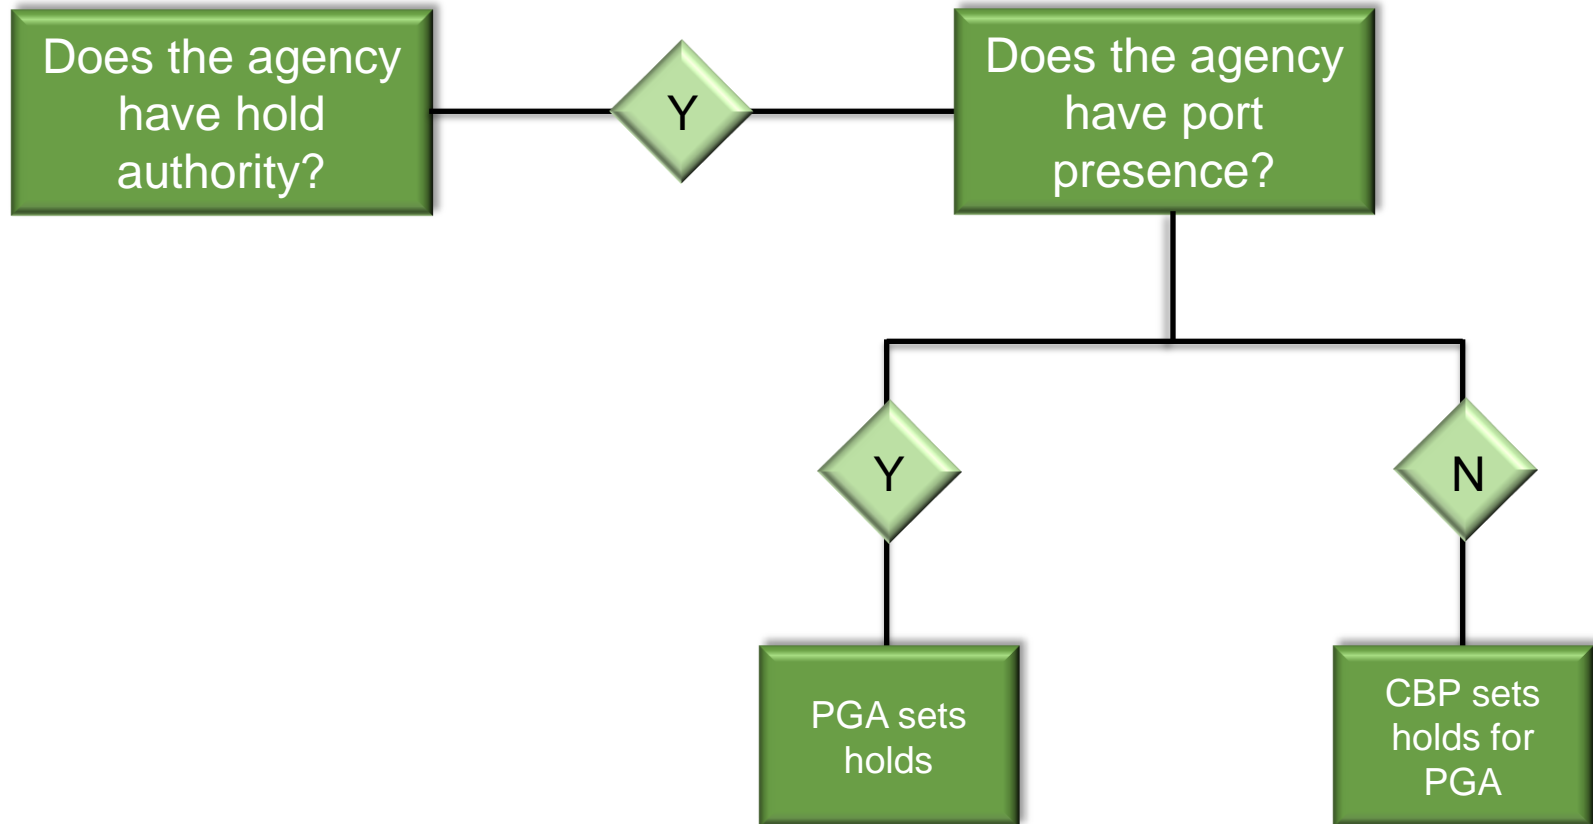 Does the agency
have hold
authority?
Y
Does the agency
have port
presence?
Y
N
PGA sets
holds
CBP sets
holds for
PGA